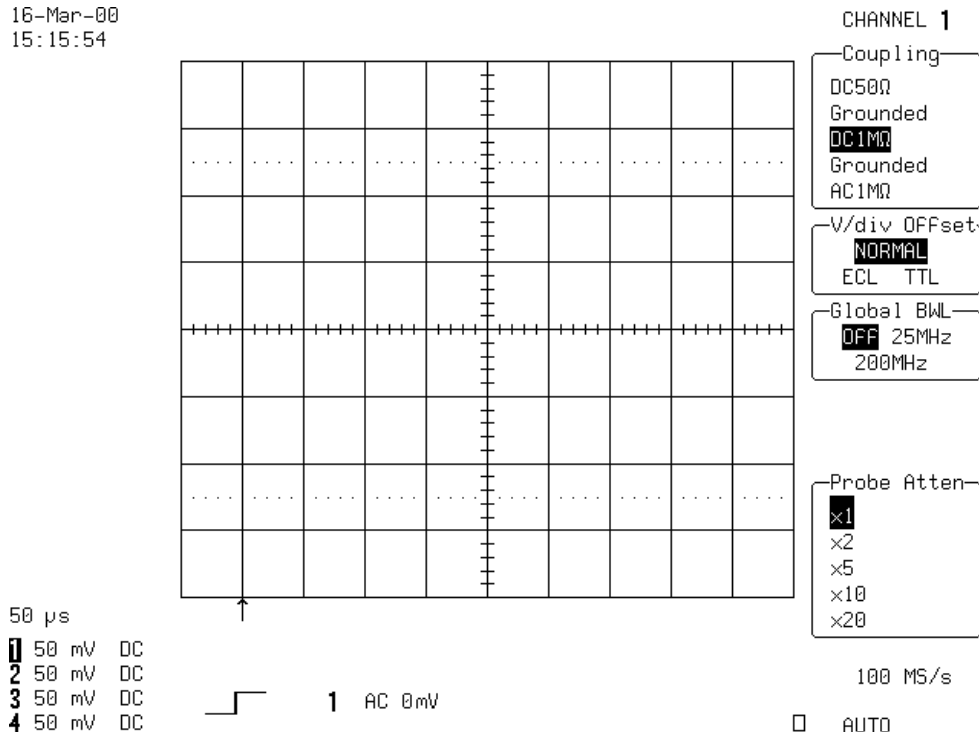 16-Mar-00
15:15:54
CHANNEL 1
Coupling
DC50Ω
Grounded
DC1MΩ
Grounded
AC1MΩ
V/div Offset
NORMAL
ECL TTL
Global BWL
OFF 25MHz
200MHz
Probe Atten
×1
×2
×5
×10
×20
50 µs
1 50 mV DC
2 50 mV DC
3 50 mV DC
4 50 mV DC
1 AC 0mV
100 MS/s
AUTO